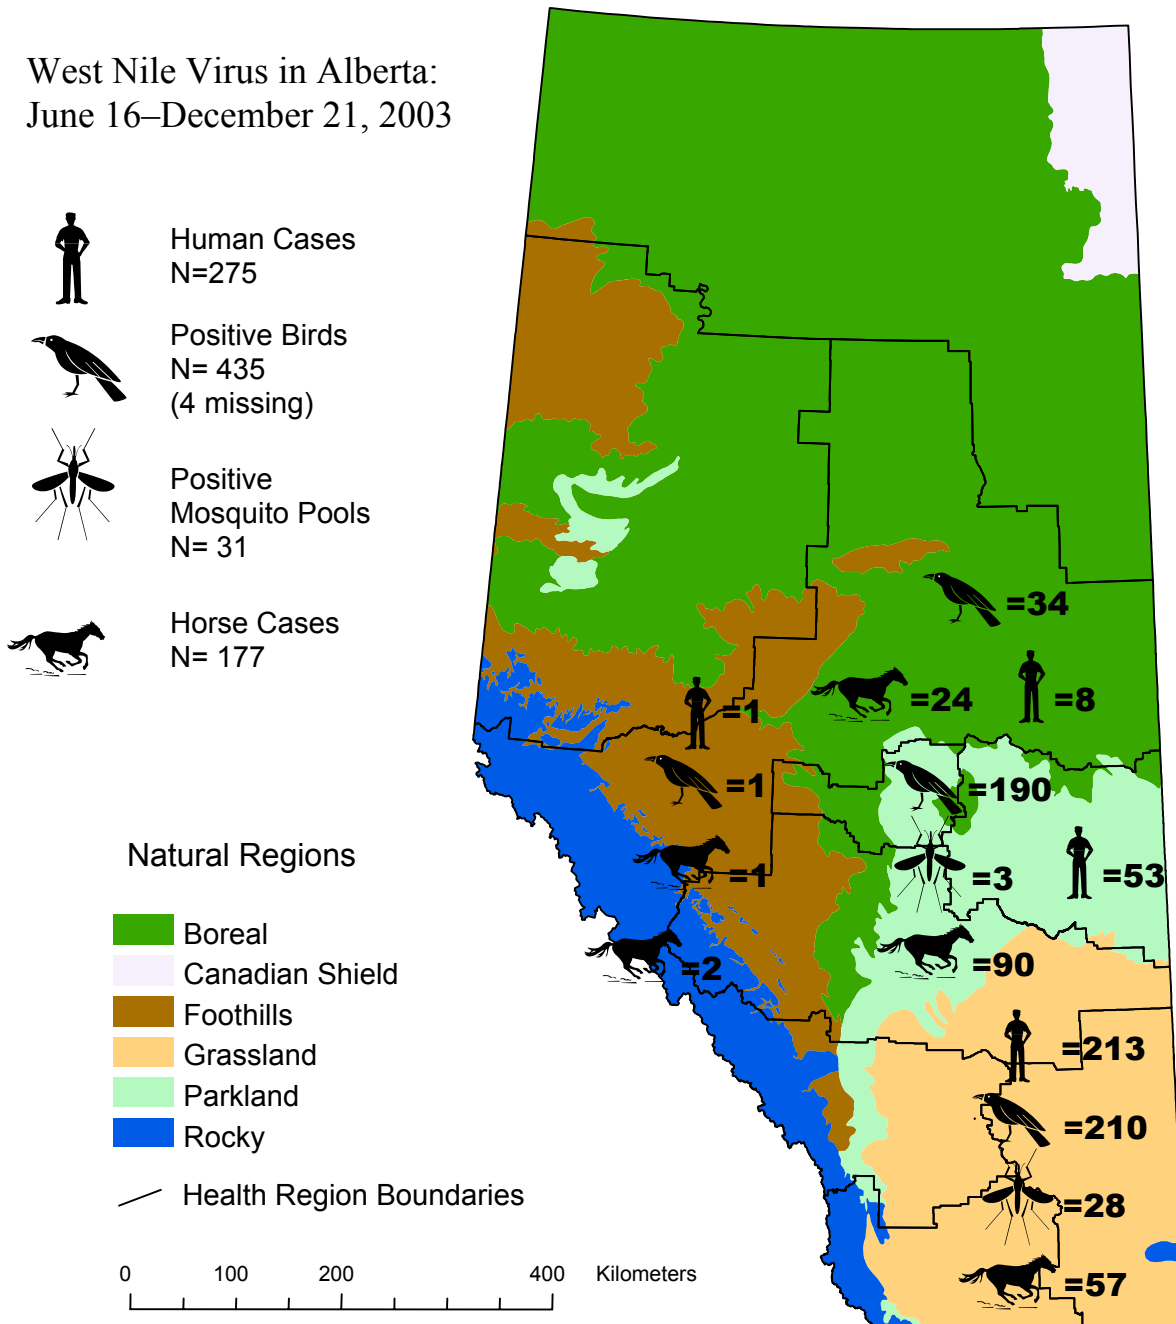 West Nile Virus in Alberta:
June 16–December 21, 2003
Human Cases
N=275
Positive Birds
N= 435
(4 missing)
Positive
Mosquito Pools
N= 31
Horse Cases
N= 177
Natural Regions
Boreal
Canadian Shield
Foothills
Grassland
Parkland
Rocky
Health Region Boundaries
0 100 200 400 Kilometers
=34
=24
=8
=1
=1
=190
=1
=3
=53
=2
=90
=213
=210
=28
=57